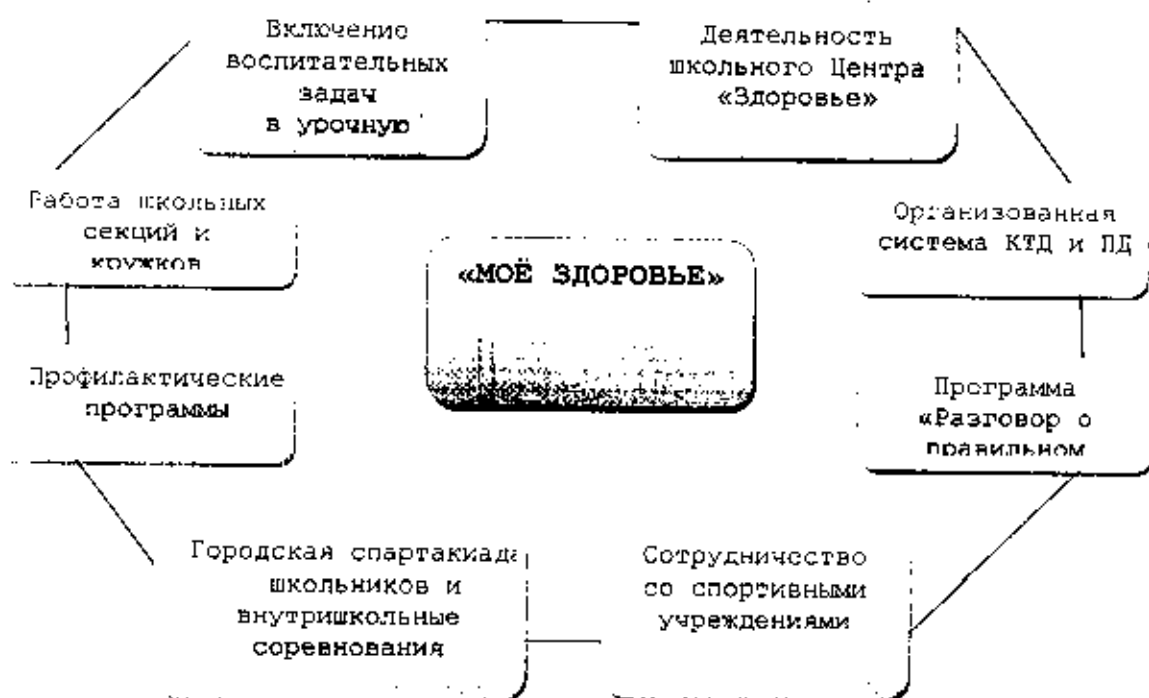 Включение
воспитательных
задач
в урочную
Деятельность
школьного Центра
«Здоровье»
Работа школьных
секций и
кружков
Организованная
система КТД и ПД
«МОЁ ЗДОРОВЬЕ»
Профилактические
программы
Программа
«Разговор о
правильном
Городская спартакиада
школьников и
внутришкольные
соревнования
Сотрудничество
со спортивными
учреждениями